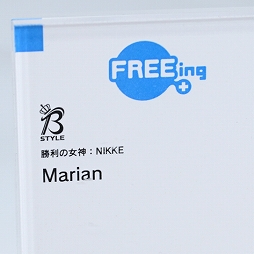 FREEing
B
STYLE
勝利の女神：NIKKE
Marian